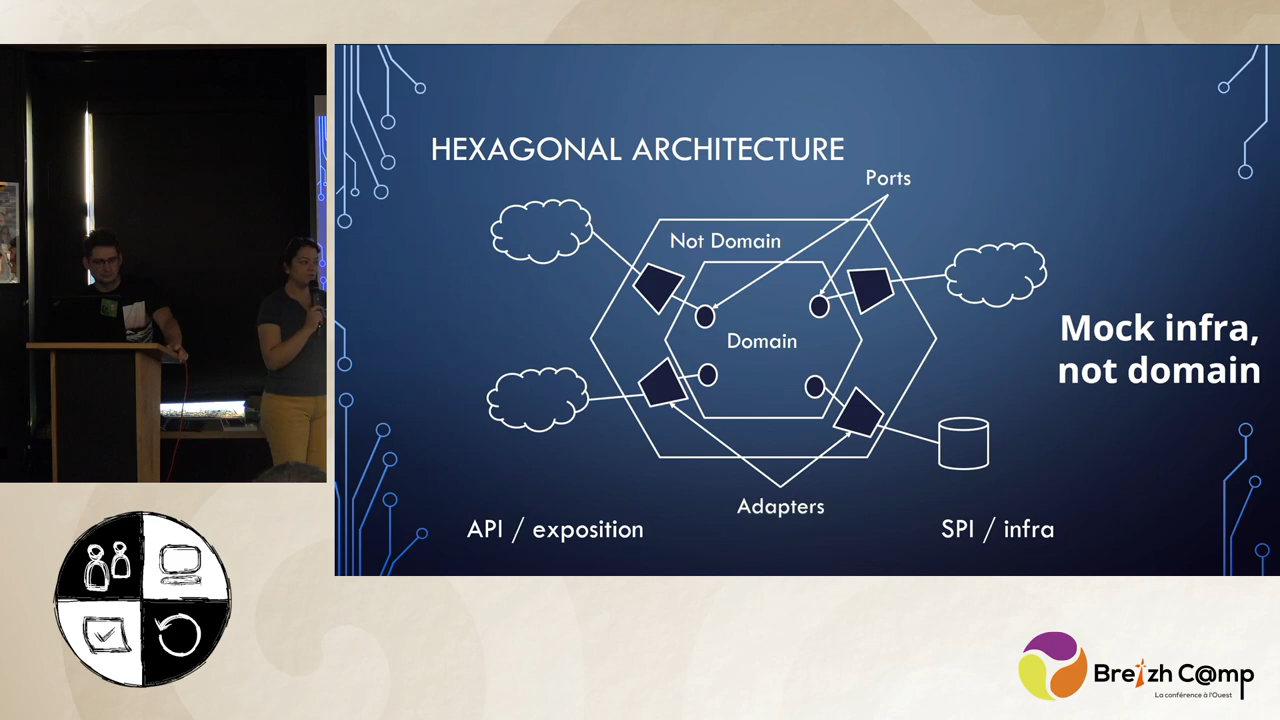 HEXAGONAL ARCHITECTURE
Ports
Not Domain
Domain
Mock infra,
not domain
Adapters
API / exposition
SPI / infra
Breizh C@mp
La conférence à l'Ouest